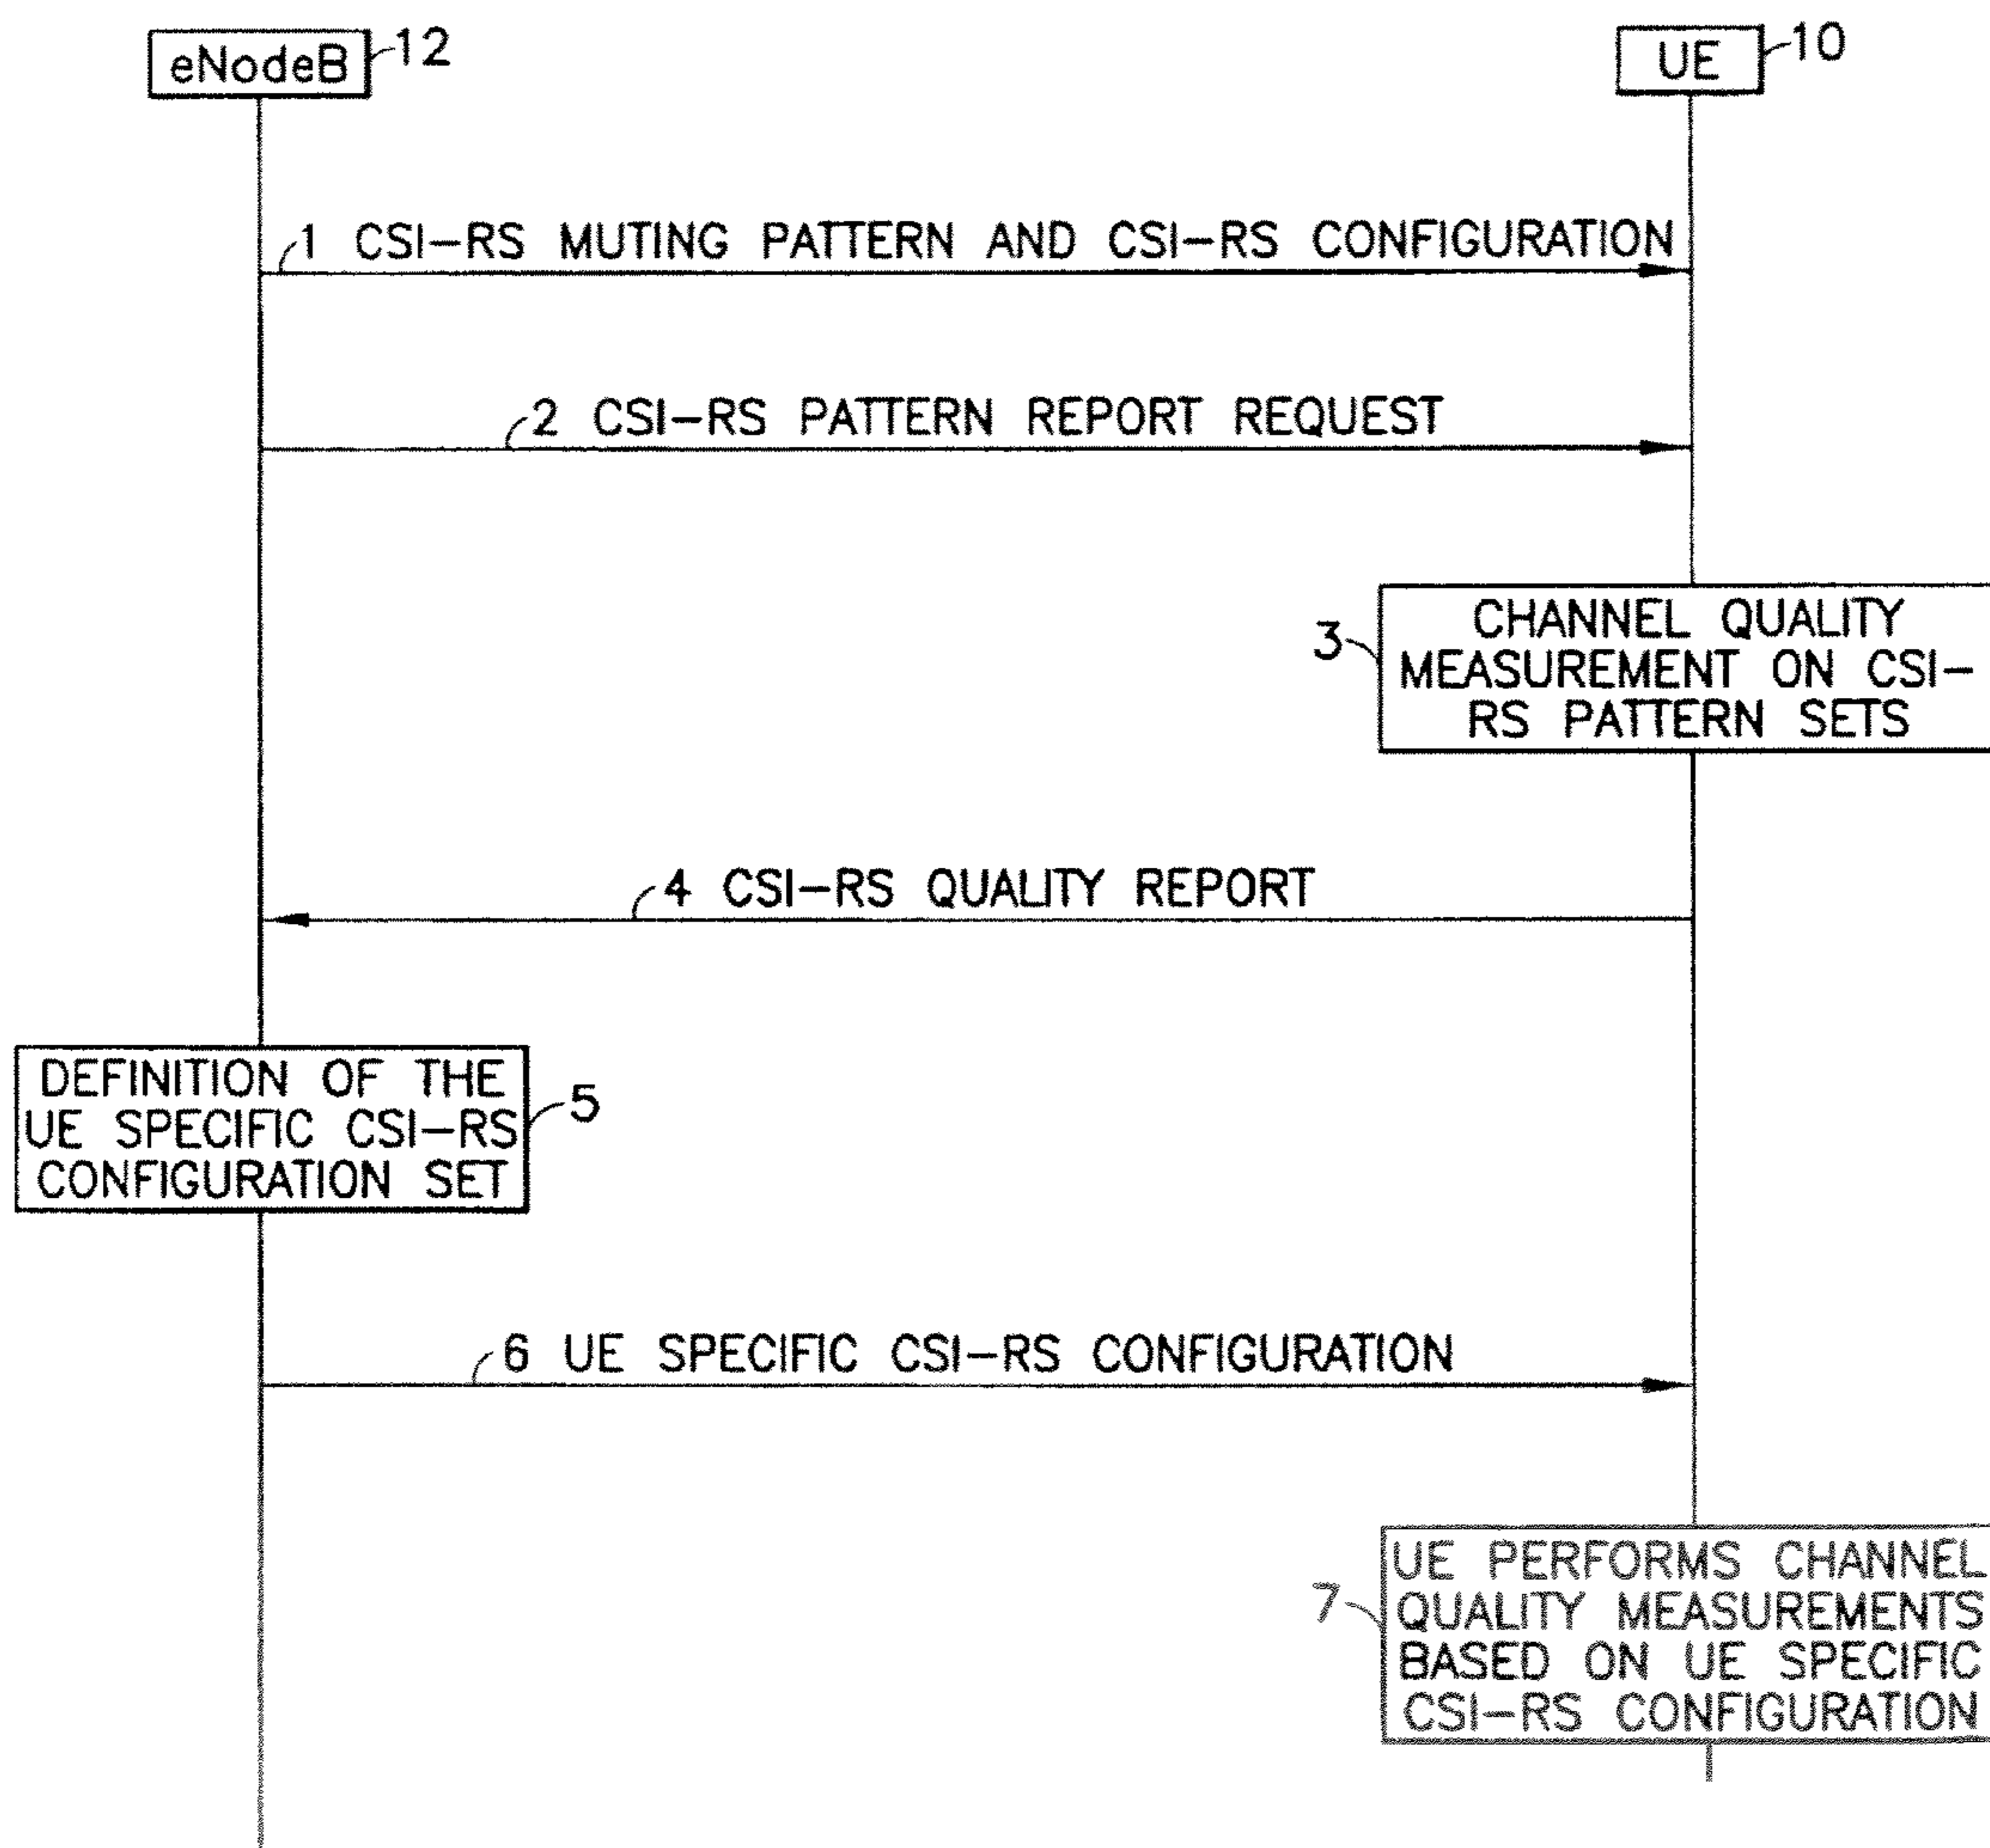 eNodeB 12
UE 10
1 CSI-RS MUTING PATTERN AND CSI-RS CONFIGURATION
2 CSI-RS PATTERN REPORT REQUEST
3
CHANNEL QUALITY
MEASUREMENT ON CSI-
RS PATTERN SETS
4 CSI-RS QUALITY REPORT
DEFINITION OF THE
UE SPECIFIC CSI-RS
CONFIGURATION SET
5
6 UE SPECIFIC CSI-RS CONFIGURATION
7
UE PERFORMS CHANNEL
QUALITY MEASUREMENTS
BASED ON UE SPECIFIC
CSI-RS CONFIGURATION